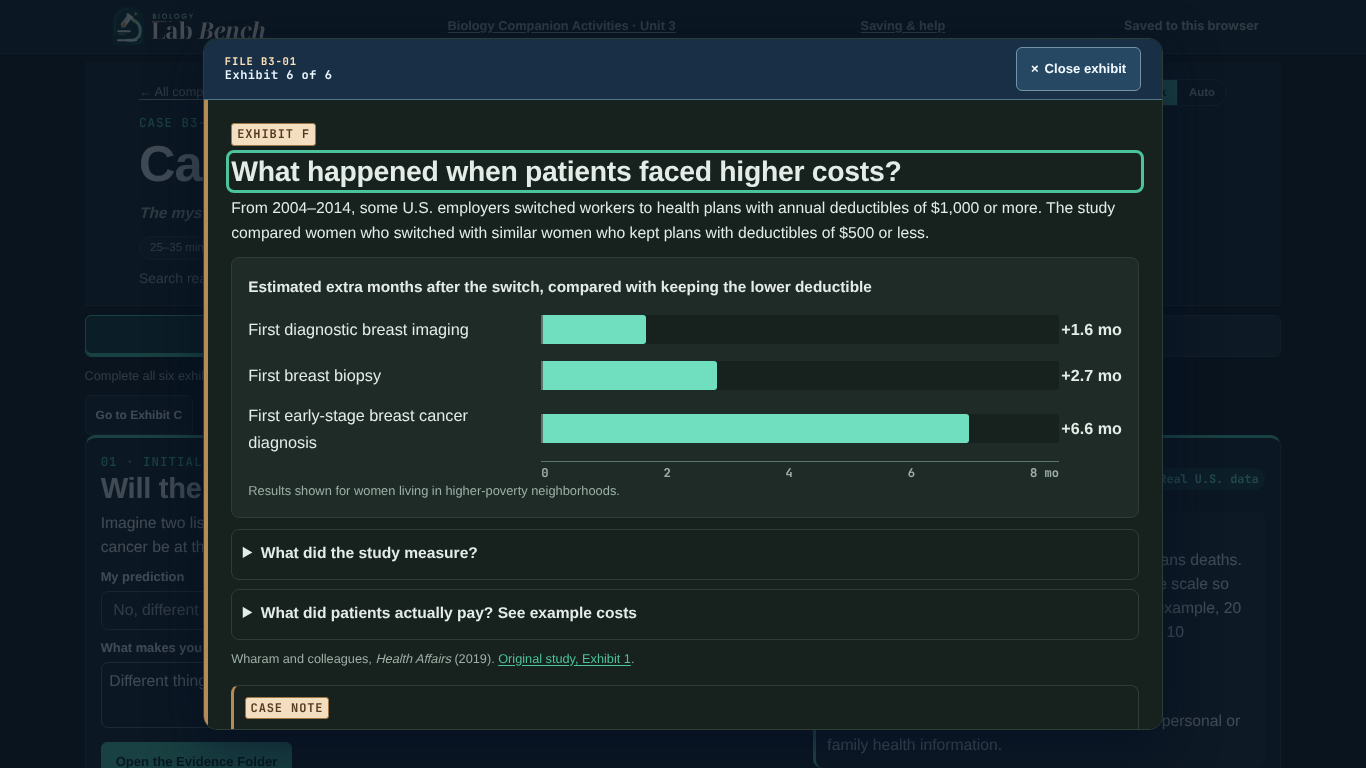 BIOLOGY
Lab Bench
Biology Companion Activities · Unit 3
Saving & help
Saved to this browser
FILE B3-01
Exhibit 6 of 6
× Close exhibit
← All comp
Auto
CASE B3-
Ca
The mys
25–35 min
Search rea
EXHIBIT F
What happened when patients faced higher costs?
From 2004–2014, some U.S. employers switched workers to health plans with annual deductibles of $1,000 or more. The study
compared women who switched with similar women who kept plans with deductibles of $500 or less.
Estimated extra months after the switch, compared with keeping the lower deductible
First diagnostic breast imaging
+1.6 mo
First breast biopsy
+2.7 mo
First early-stage breast cancer
diagnosis
+6.6 mo
0 2 4 6 8 mo
Results shown for women living in higher-poverty neighborhoods.
▶ What did the study measure?
▶ What did patients actually pay? See example costs
Wharam and colleagues, Health Affairs (2019). Original study, Exhibit 1.
CASE NOTE
Complete all six exhi
Go to Exhibit C
01 · INITIAL
Real U.S. data
Will the
Imagine two lis
cancer be at th
My prediction
No, different
What makes you
Different thing
Open the Evidence Folder
ans deaths.
scale so
xample, 20
10
personal or
family health information.